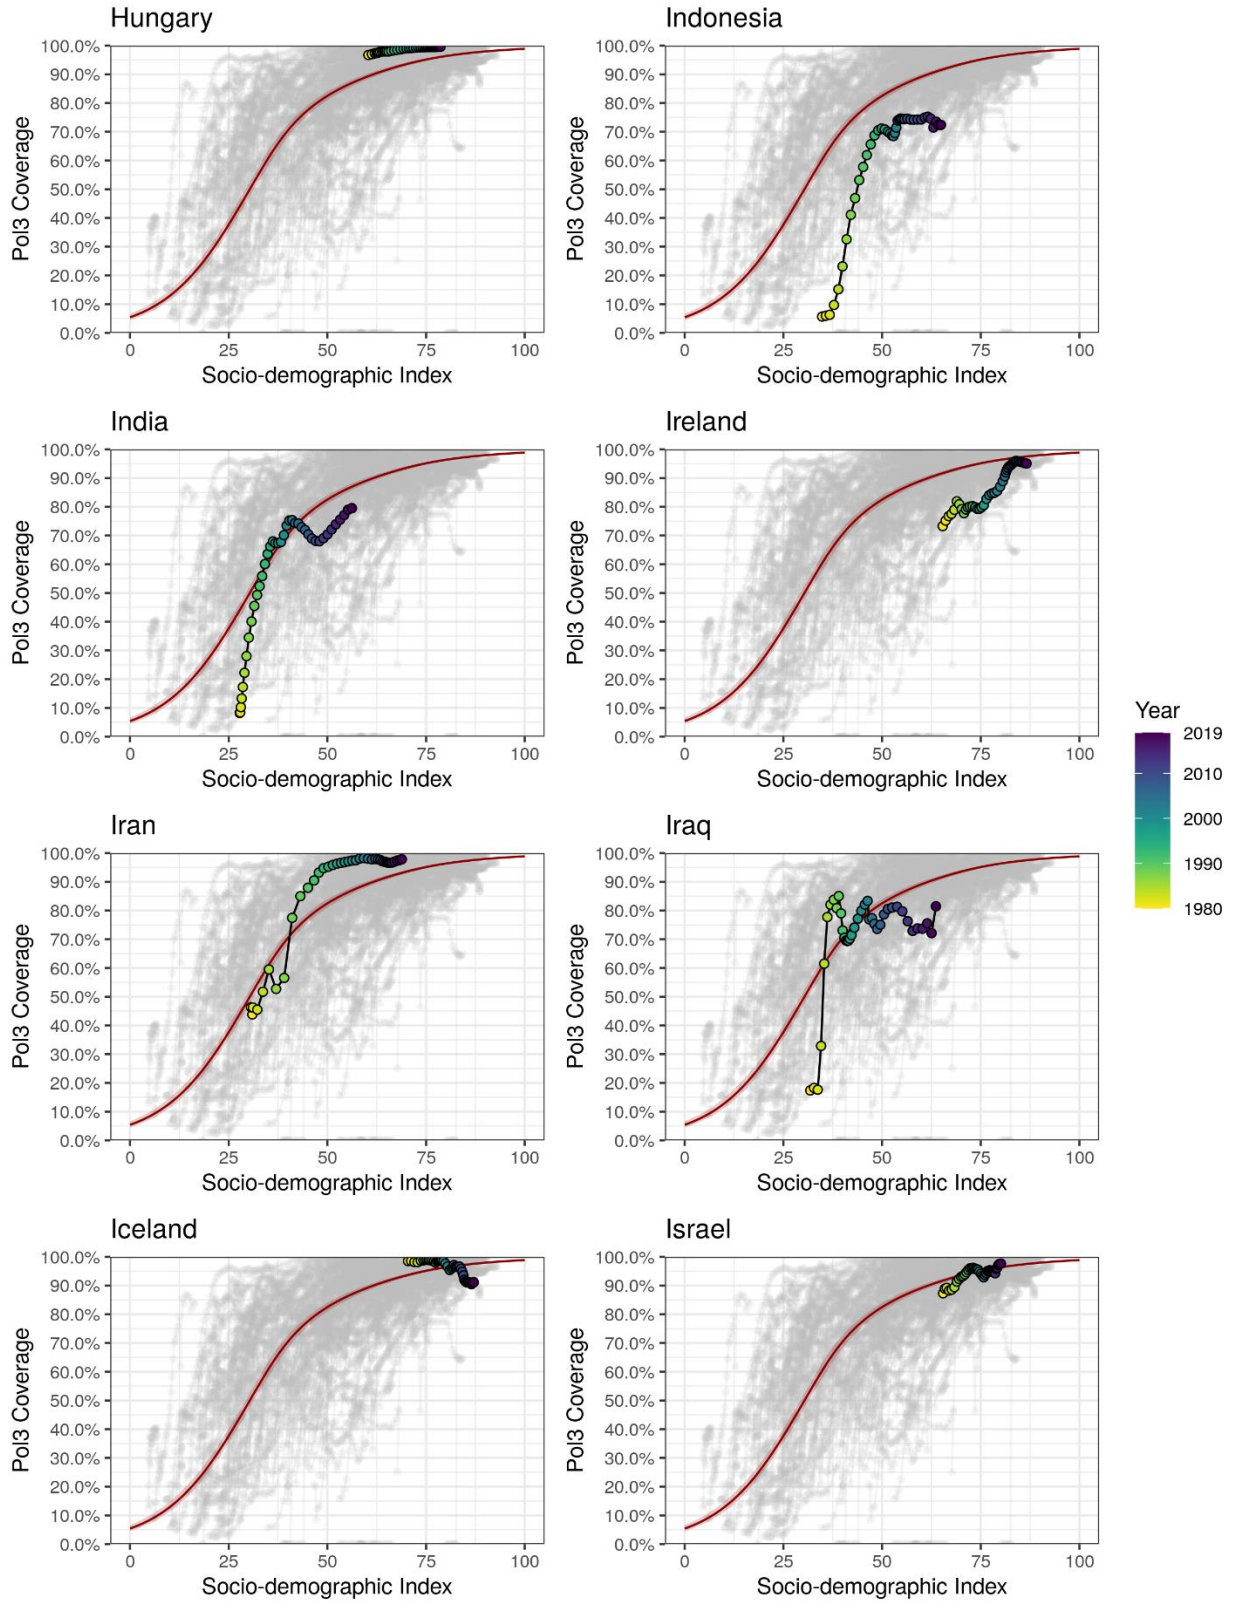 Hungary
100.0%
90.0%
80.0%
70.0%
60.0%
50.0%
40.0%
30.0%
20.0%
10.0%
0.0%
Pol3 Coverage
0 25 50 75 100
Socio-demographic Index
Indonesia
100.0%
90.0%
80.0%
70.0%
60.0%
50.0%
40.0%
30.0%
20.0%
10.0%
0.0%
Pol3 Coverage
0 25 50 75 100
Socio-demographic Index
India
100.0%
90.0%
80.0%
70.0%
60.0%
50.0%
40.0%
30.0%
20.0%
10.0%
0.0%
Pol3 Coverage
0 25 50 75 100
Socio-demographic Index
Ireland
100.0%
90.0%
80.0%
70.0%
60.0%
50.0%
40.0%
30.0%
20.0%
10.0%
0.0%
Pol3 Coverage
0 25 50 75 100
Socio-demographic Index
Year
2019
2010
2000
1990
1980
Iran
100.0%
90.0%
80.0%
70.0%
60.0%
50.0%
40.0%
30.0%
20.0%
10.0%
0.0%
Pol3 Coverage
0 25 50 75 100
Socio-demographic Index
Iraq
100.0%
90.0%
80.0%
70.0%
60.0%
50.0%
40.0%
30.0%
20.0%
10.0%
0.0%
Pol3 Coverage
0 25 50 75 100
Socio-demographic Index
Iceland
100.0%
90.0%
80.0%
70.0%
60.0%
50.0%
40.0%
30.0%
20.0%
10.0%
0.0%
Pol3 Coverage
0 25 50 75 100
Socio-demographic Index
Israel
100.0%
90.0%
80.0%
70.0%
60.0%
50.0%
40.0%
30.0%
20.0%
10.0%
0.0%
Pol3 Coverage
0 25 50 75 100
Socio-demographic Index